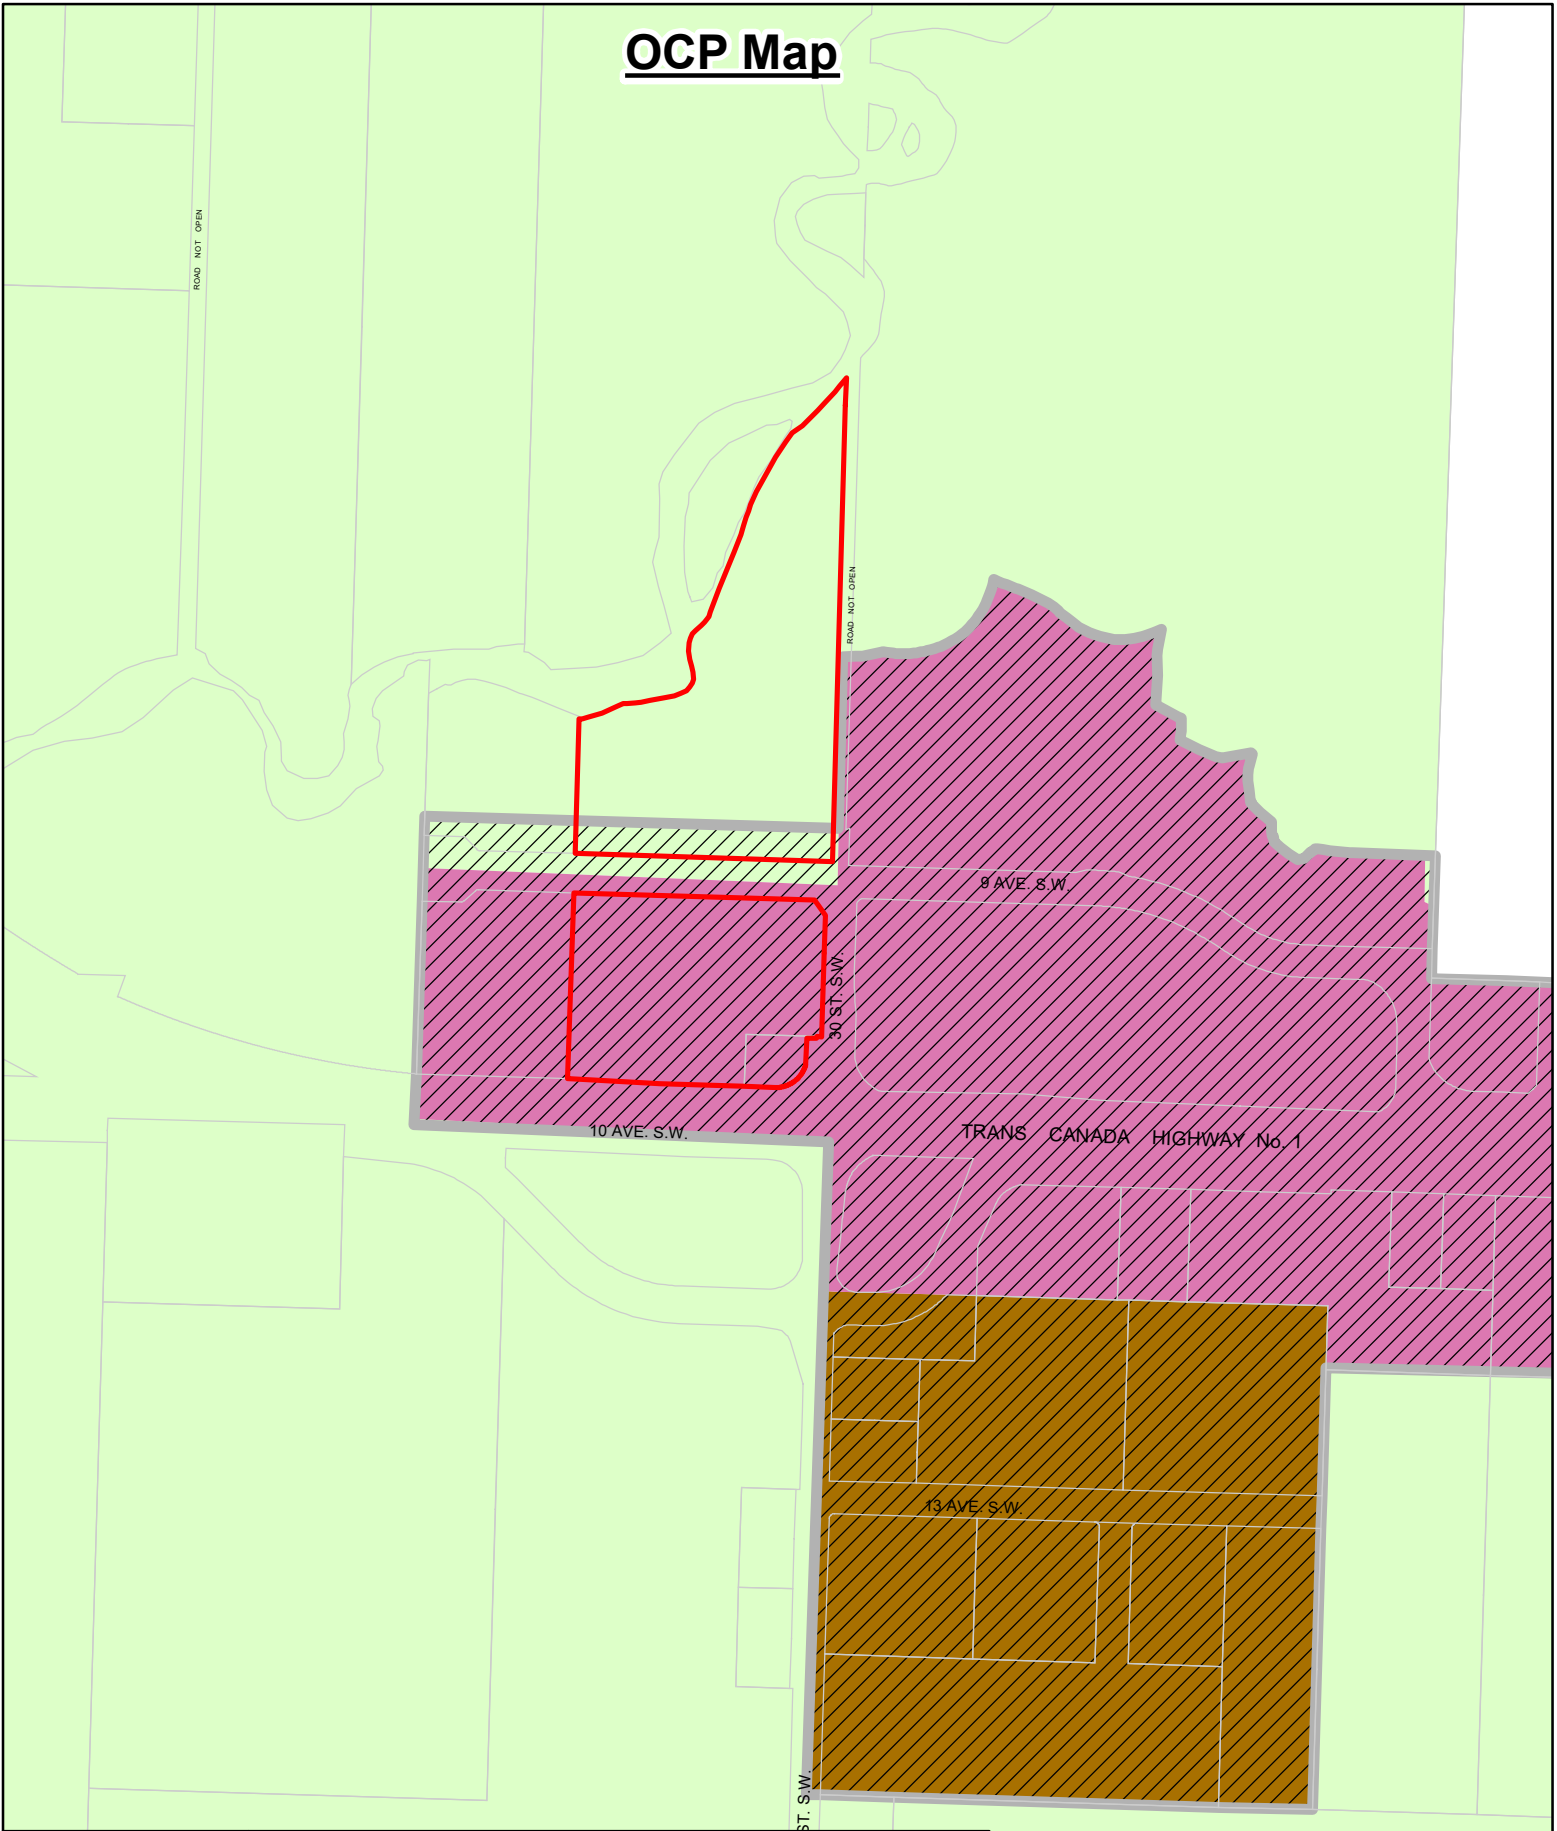 OCP Map
ROAD NOT OPEN
ROAD NOT OPEN
9 AVE. S.W.
30 ST. S.W.
10 AVE. S.W.
TRANS CANADA HIGHWAY No. 1
13 AVE. S.W.
ST. S.W.